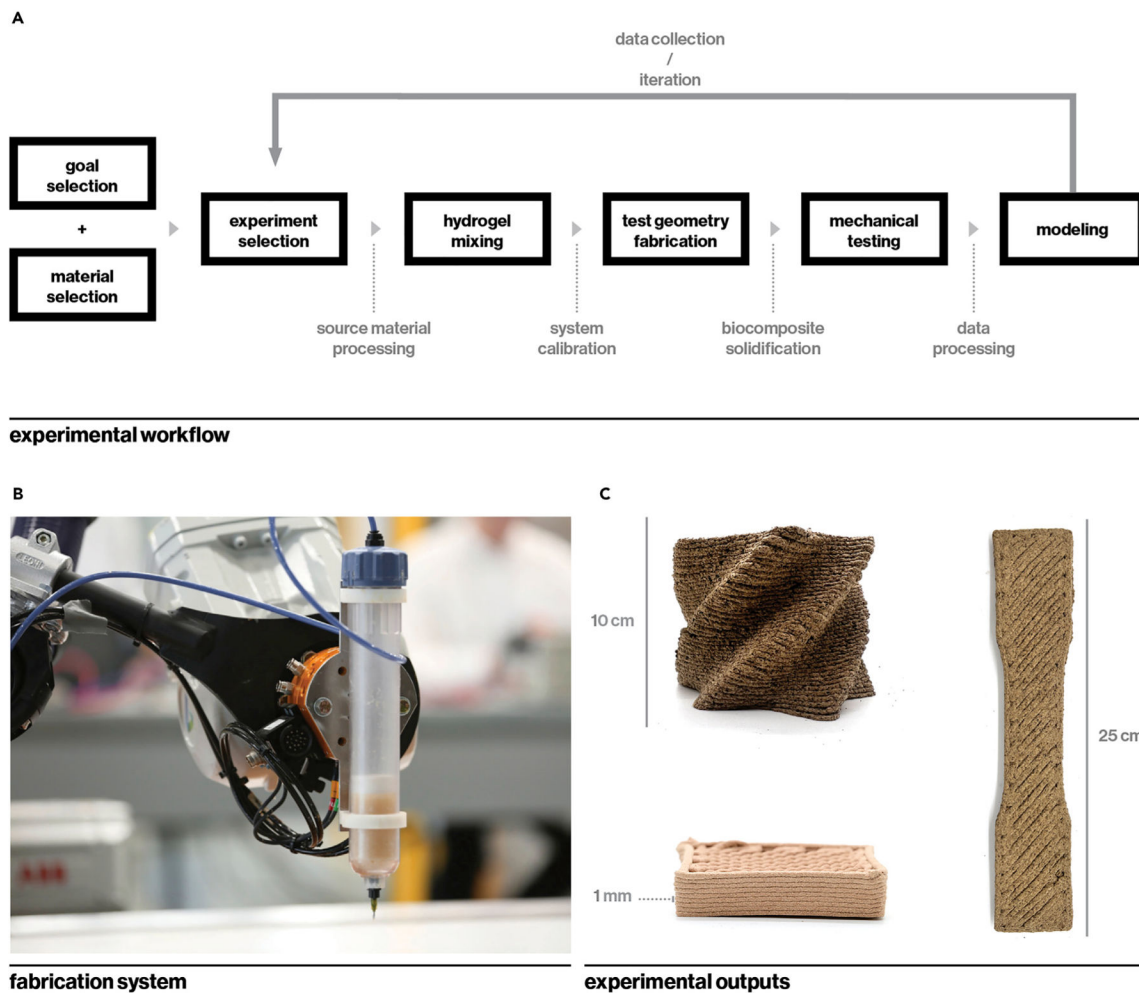 A
data collection
/
iteration
goal
selection
+
material
selection
experiment
selection
hydrogel
mixing
test geometry
fabrication
mechanical
testing
modeling
source material
processing
system
calibration
biocomposite
solidification
data
processing
experimental workflow
B
ABB
fabrication system
C
10 cm
25 cm
1 mm
experimental outputs